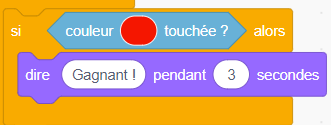 si couleur touchée ? alors
dire Gagnant ! pendant 3 secondes